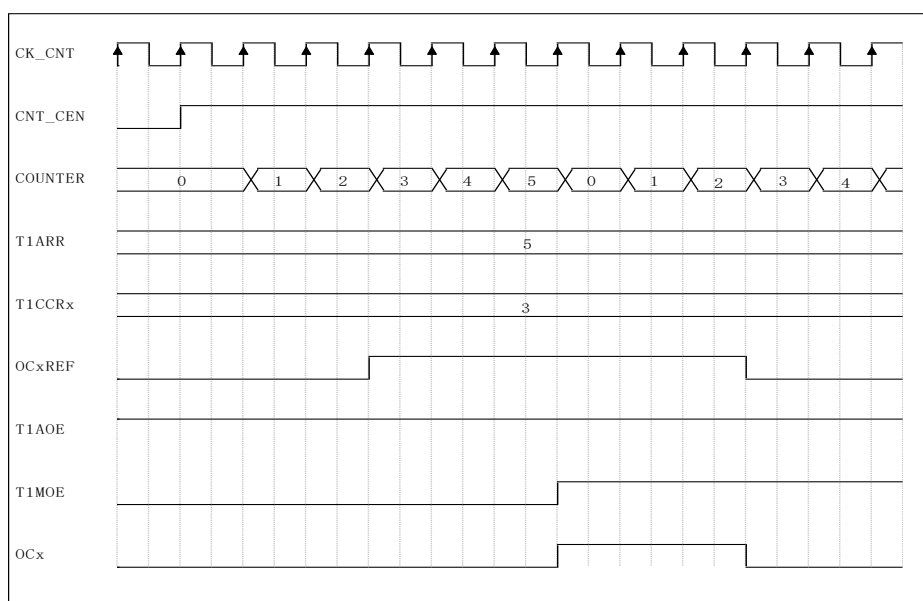 CK_CNT
CNT_CEN
COUNTER 0 1 2 3 4 5 0 1 2 3 4
T1ARR 5
T1CCRx 3
OCxREF
T1AOE
T1MOE
OCx